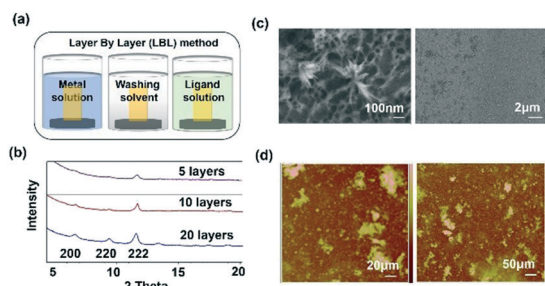 (a)
Layer By Layer (LBL) method
Metal
solution
Washing
solvent
Ligand
solution
(b)
Intensity
5 layers
10 layers
20 layers
200 220 222
5 10 15 20
2 Theta
(c)
100nm
2μm
(d)
20μm
50μm